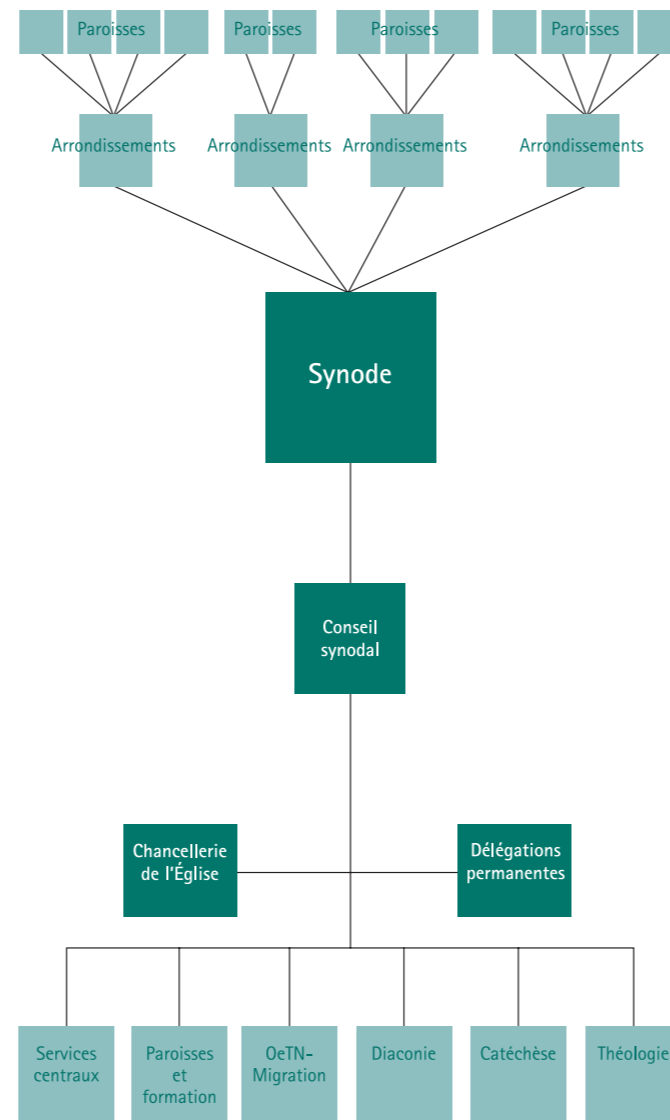 Paroisses
Paroisses
Paroisses
Paroisses
Arrondissements
Arrondissements
Arrondissements
Arrondissements
Synode
Conseil
synodal
Chancellerie
de l'Église
Délégations
permanentes
Services
centraux
Paroisses
et
formation
OeTN-
Migration
Diaconie
Catéchèse
Théologie